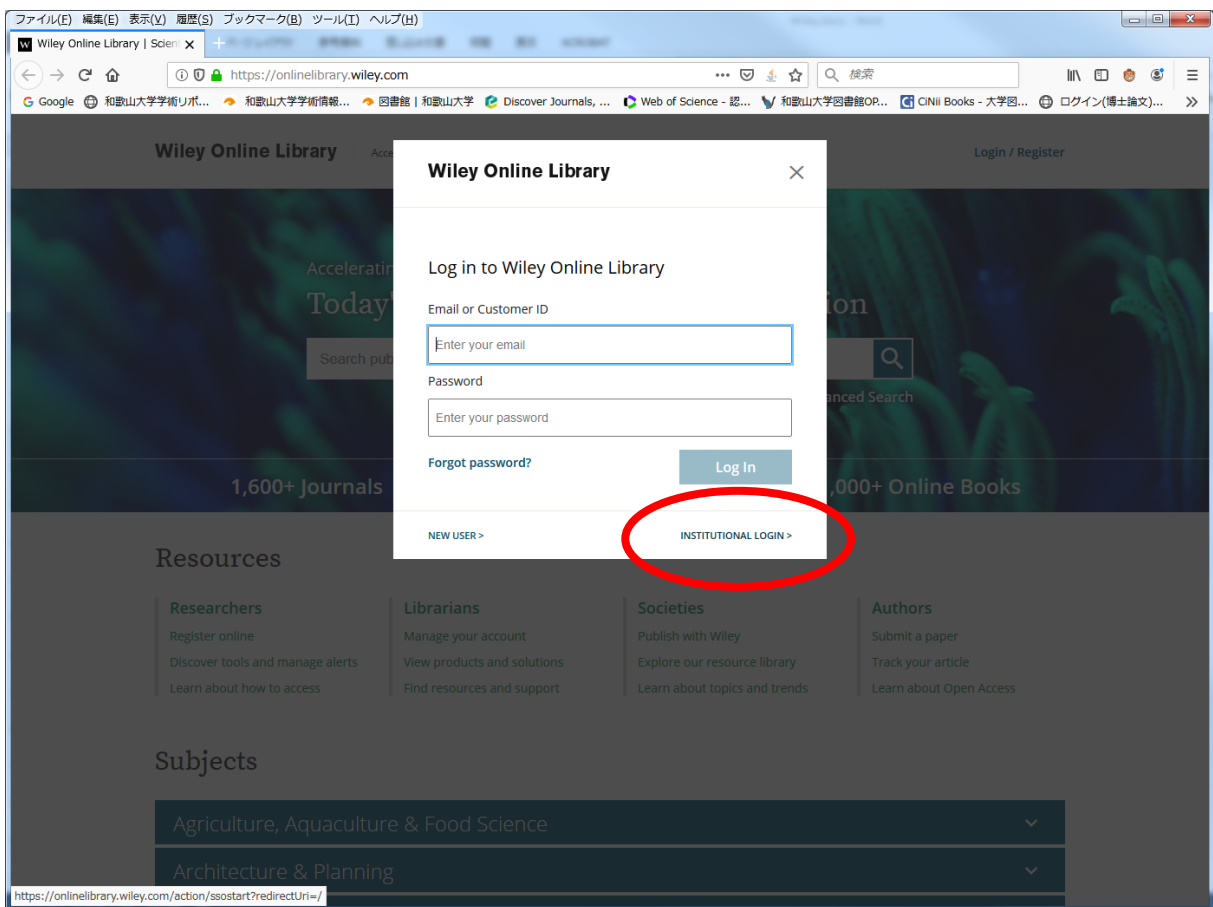 ファイル(F) 編集(E) 表示(V) 履歴(S) ブックマーク(B) ツール(T) ヘルプ(H)
Wiley Online Library | Scient
https://onlinelibrary.wiley.com
検索
Google 和歌山大学学術リポ... 和歌山大学学術情報... 図書館 | 和歌山大学 Discover Journals, ... Web of Science - 認... 和歌山大学図書館OP... CiNii Books - 大学図... ログイン(博士論文)...
Wiley Online Library
Acce
Login / Register
Wiley Online Library
Acceleratin
Today'
ion
Search pub
anced Search
Log in to Wiley Online Library
Email or Customer ID
Enter your email
Password
Enter your password
Forgot password?
Log In
NEW USER >
INSTITUTIONAL LOGIN >
1,600+ Journals
,000+ Online Books
Resources
Researchers
Register online
Discover tools and manage alerts
Learn about how to access
Librarians
Manage your account
View products and solutions
Find resources and support
Societies
Publish with Wiley
Explore our resource library
Learn about topics and trends
Authors
Submit a paper
Track your article
Learn about Open Access
Subjects
Agriculture, Aquaculture & Food Science
Architecture & Planning
https://onlinelibrary.wiley.com/action/ssostart?redirectUri=/